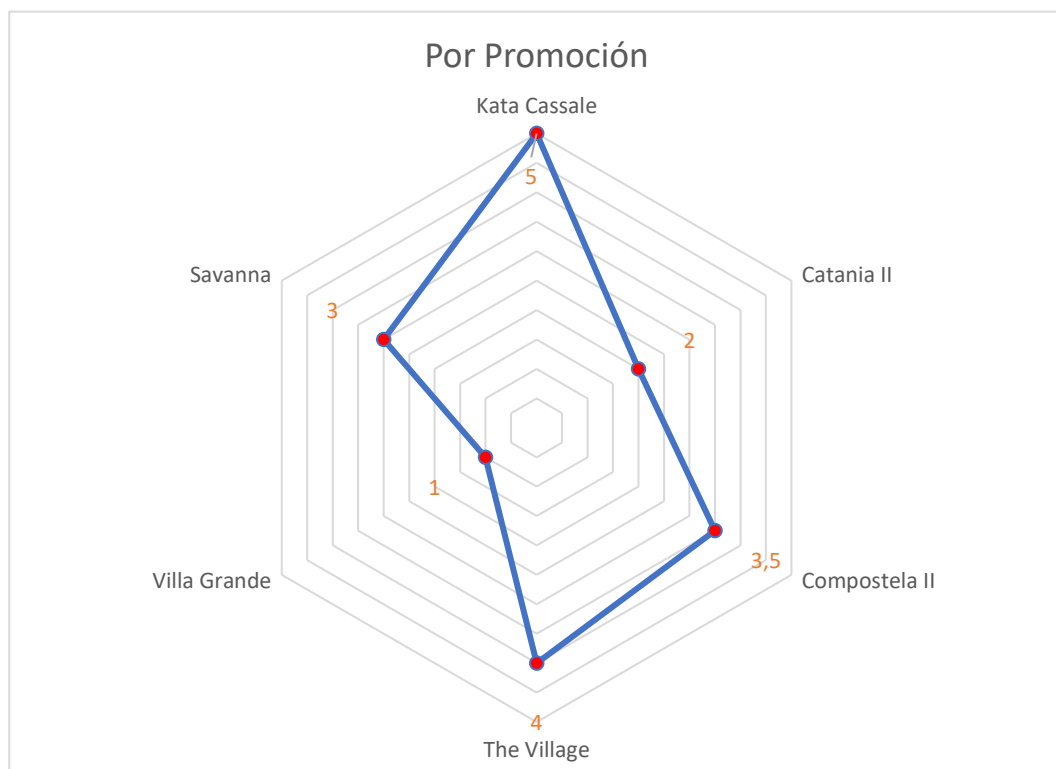 Por Promoción
Kata Cassale
5
Savanna
Catania II
3
2
1
3,5
Villa Grande
Compostela II
4
The Village